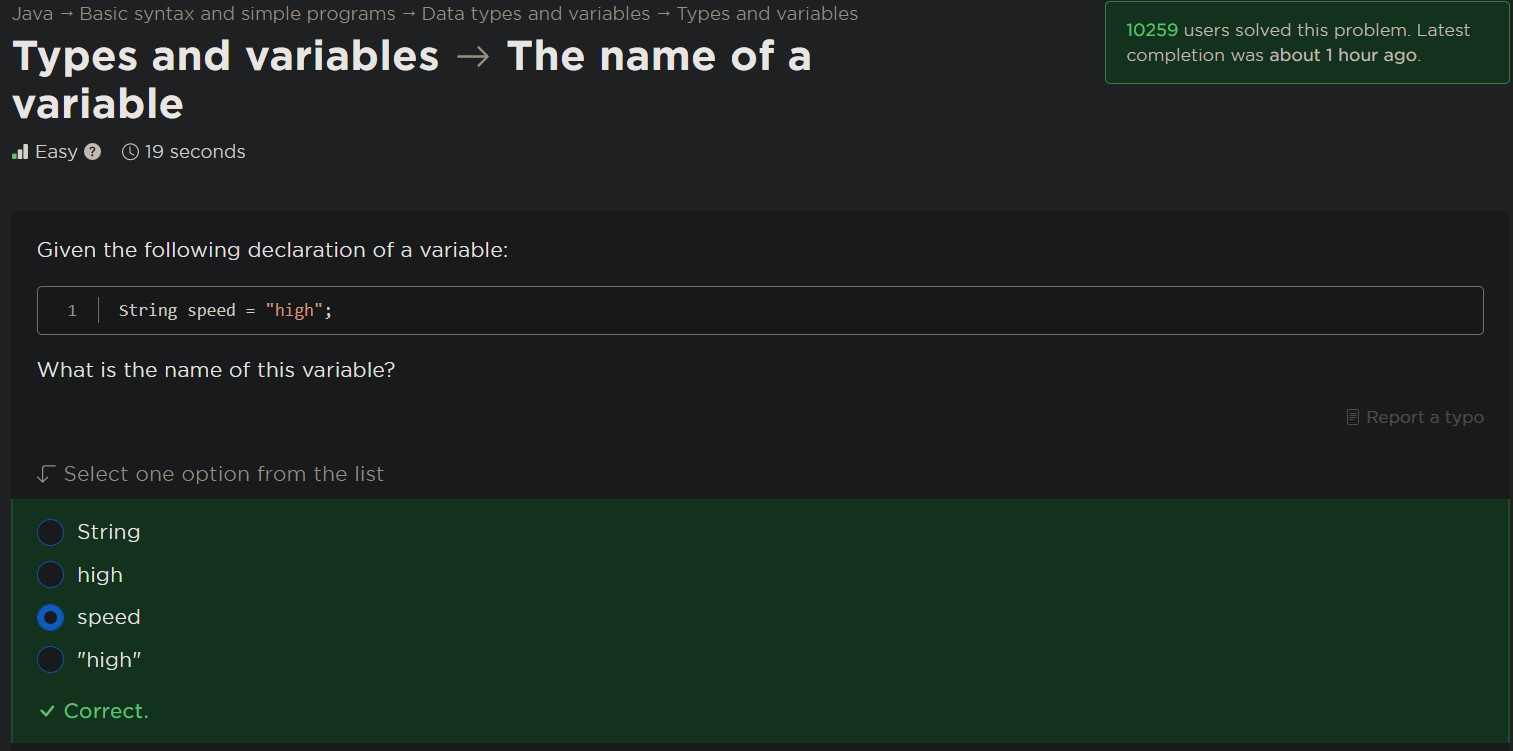 Java → Basic syntax and simple programs → Data types and variables → Types and variables
Types and variables → The name of a
variable
Easy ? 19 seconds
10259 users solved this problem. Latest
completion was about 1 hour ago.
Given the following declaration of a variable:
1 String speed = "high";
What is the name of this variable?
Report a typo
Select one option from the list
String
high
speed
"high"
✓ Correct.